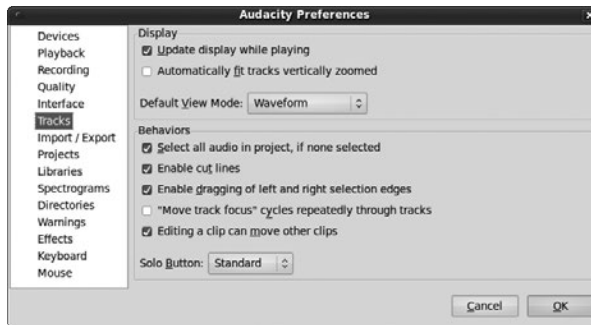 Audacity Preferences
Devices
Playback
Recording
Quality
Interface
Tracks
Import / Export
Projects
Libraries
Spectrograms
Directories
Warnings
Effects
Keyboard
Mouse
Display
Update display while playing
Automatically fit tracks vertically zoomed
Default View Mode: Waveform
Behaviors
Select all audio in project, if none selected
Enable cut lines
Enable dragging of left and right selection edges
"Move track focus" cycles repeatedly through tracks
Editing a clip can move other clips
Solo Button: Standard
Cancel OK